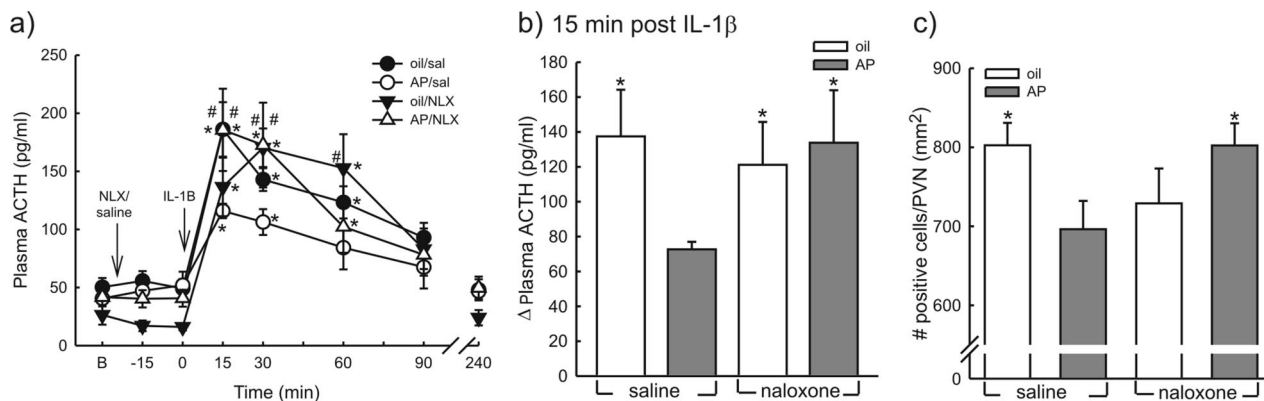 a)
250
200
150
100
50
0
Plasma ACTH (pg/ml)
oil/sal
AP/sal
oil/NLX
AP/NLX
NLX/
saline
IL-1B
# #
* *
# #
* *
*
* *
# *
*
*
*
B -15 0 15 30 60 90 240
Time (min)
b) 15 min post IL-1β
oil
AP
180
160
140
120
100
80
60
40
20
0
Δ Plasma ACTH (pg/ml)
* * *
saline naloxone
c)
oil
AP
900
800
700
600
0
# positive cells/PVN (mm²)
* *
saline naloxone